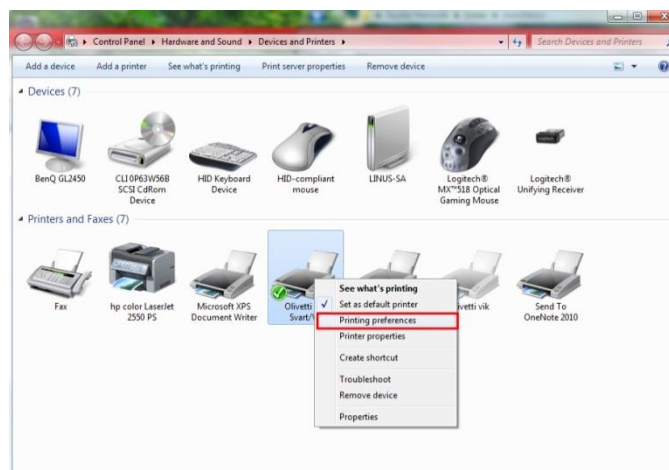 Control Panel ▸ Hardware and Sound ▸ Devices and Printers ▸
Search Devices and Printers
Add a device Add a printer See what's printing Print server properties Remove device
Devices (7)
BenQ GL2450
CLI0P63W56B
SCSI CdRom
Device
HID Keyboard
Device
HID-compliant
mouse
LINUS-SA
Logitech®
MX™518 Optical
Gaming Mouse
Logitech®
Unifying Receiver
Printers and Faxes (7)
Fax
hp color LaserJet
2550 PS
Microsoft XPS
Document Writer
Olivetti
Svart/
vetti vik
Send To
OneNote 2010
See what's printing
Set as default printer
Printing preferences
Printer properties
Create shortcut
Troubleshoot
Remove device
Properties